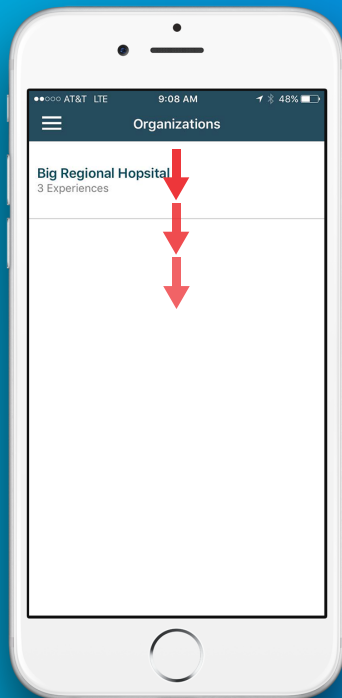 AT&T LTE 9:08 AM 48%
Organizations
Big Regional Hopsital
3 Experiences